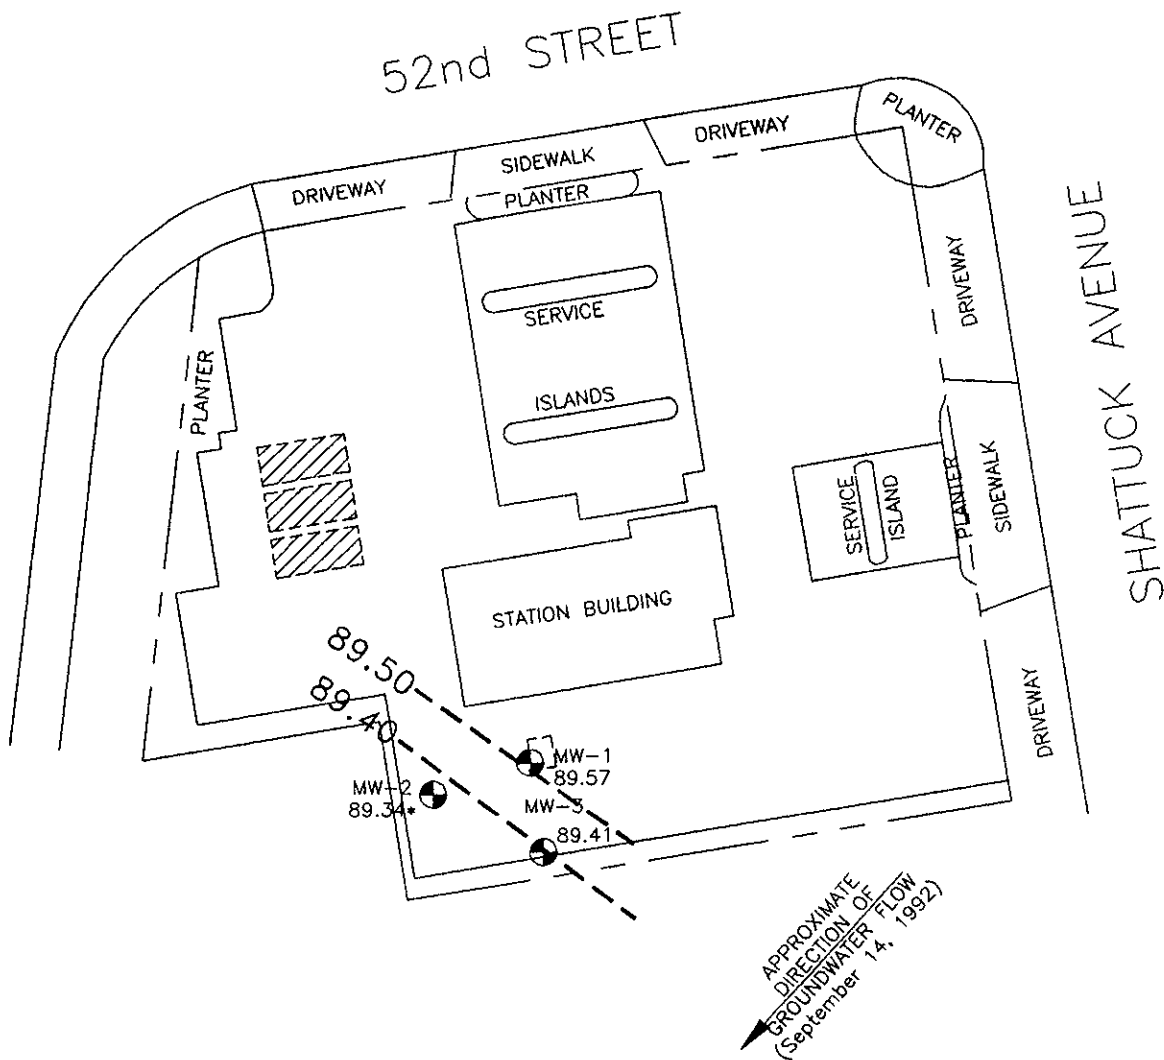 52nd STREET
PLANTER
DRIVEWAY
SIDEWALK
DRIVEWAY
PLANTER
DRIVEWAY
SHATTUCK AVENUE
SERVICE
ISLANDS
PLANTER
SERVICE
ISLAND
PLANTER
SIDEWALK
STATION BUILDING
DRIVEWAY
89.50
89.40
MW-1
89.57
MW-2
89.34*
MW-3
89.41
APPROXIMATE
DIRECTION OF
GROUNDWATER FLOW
(September 14, 1992)